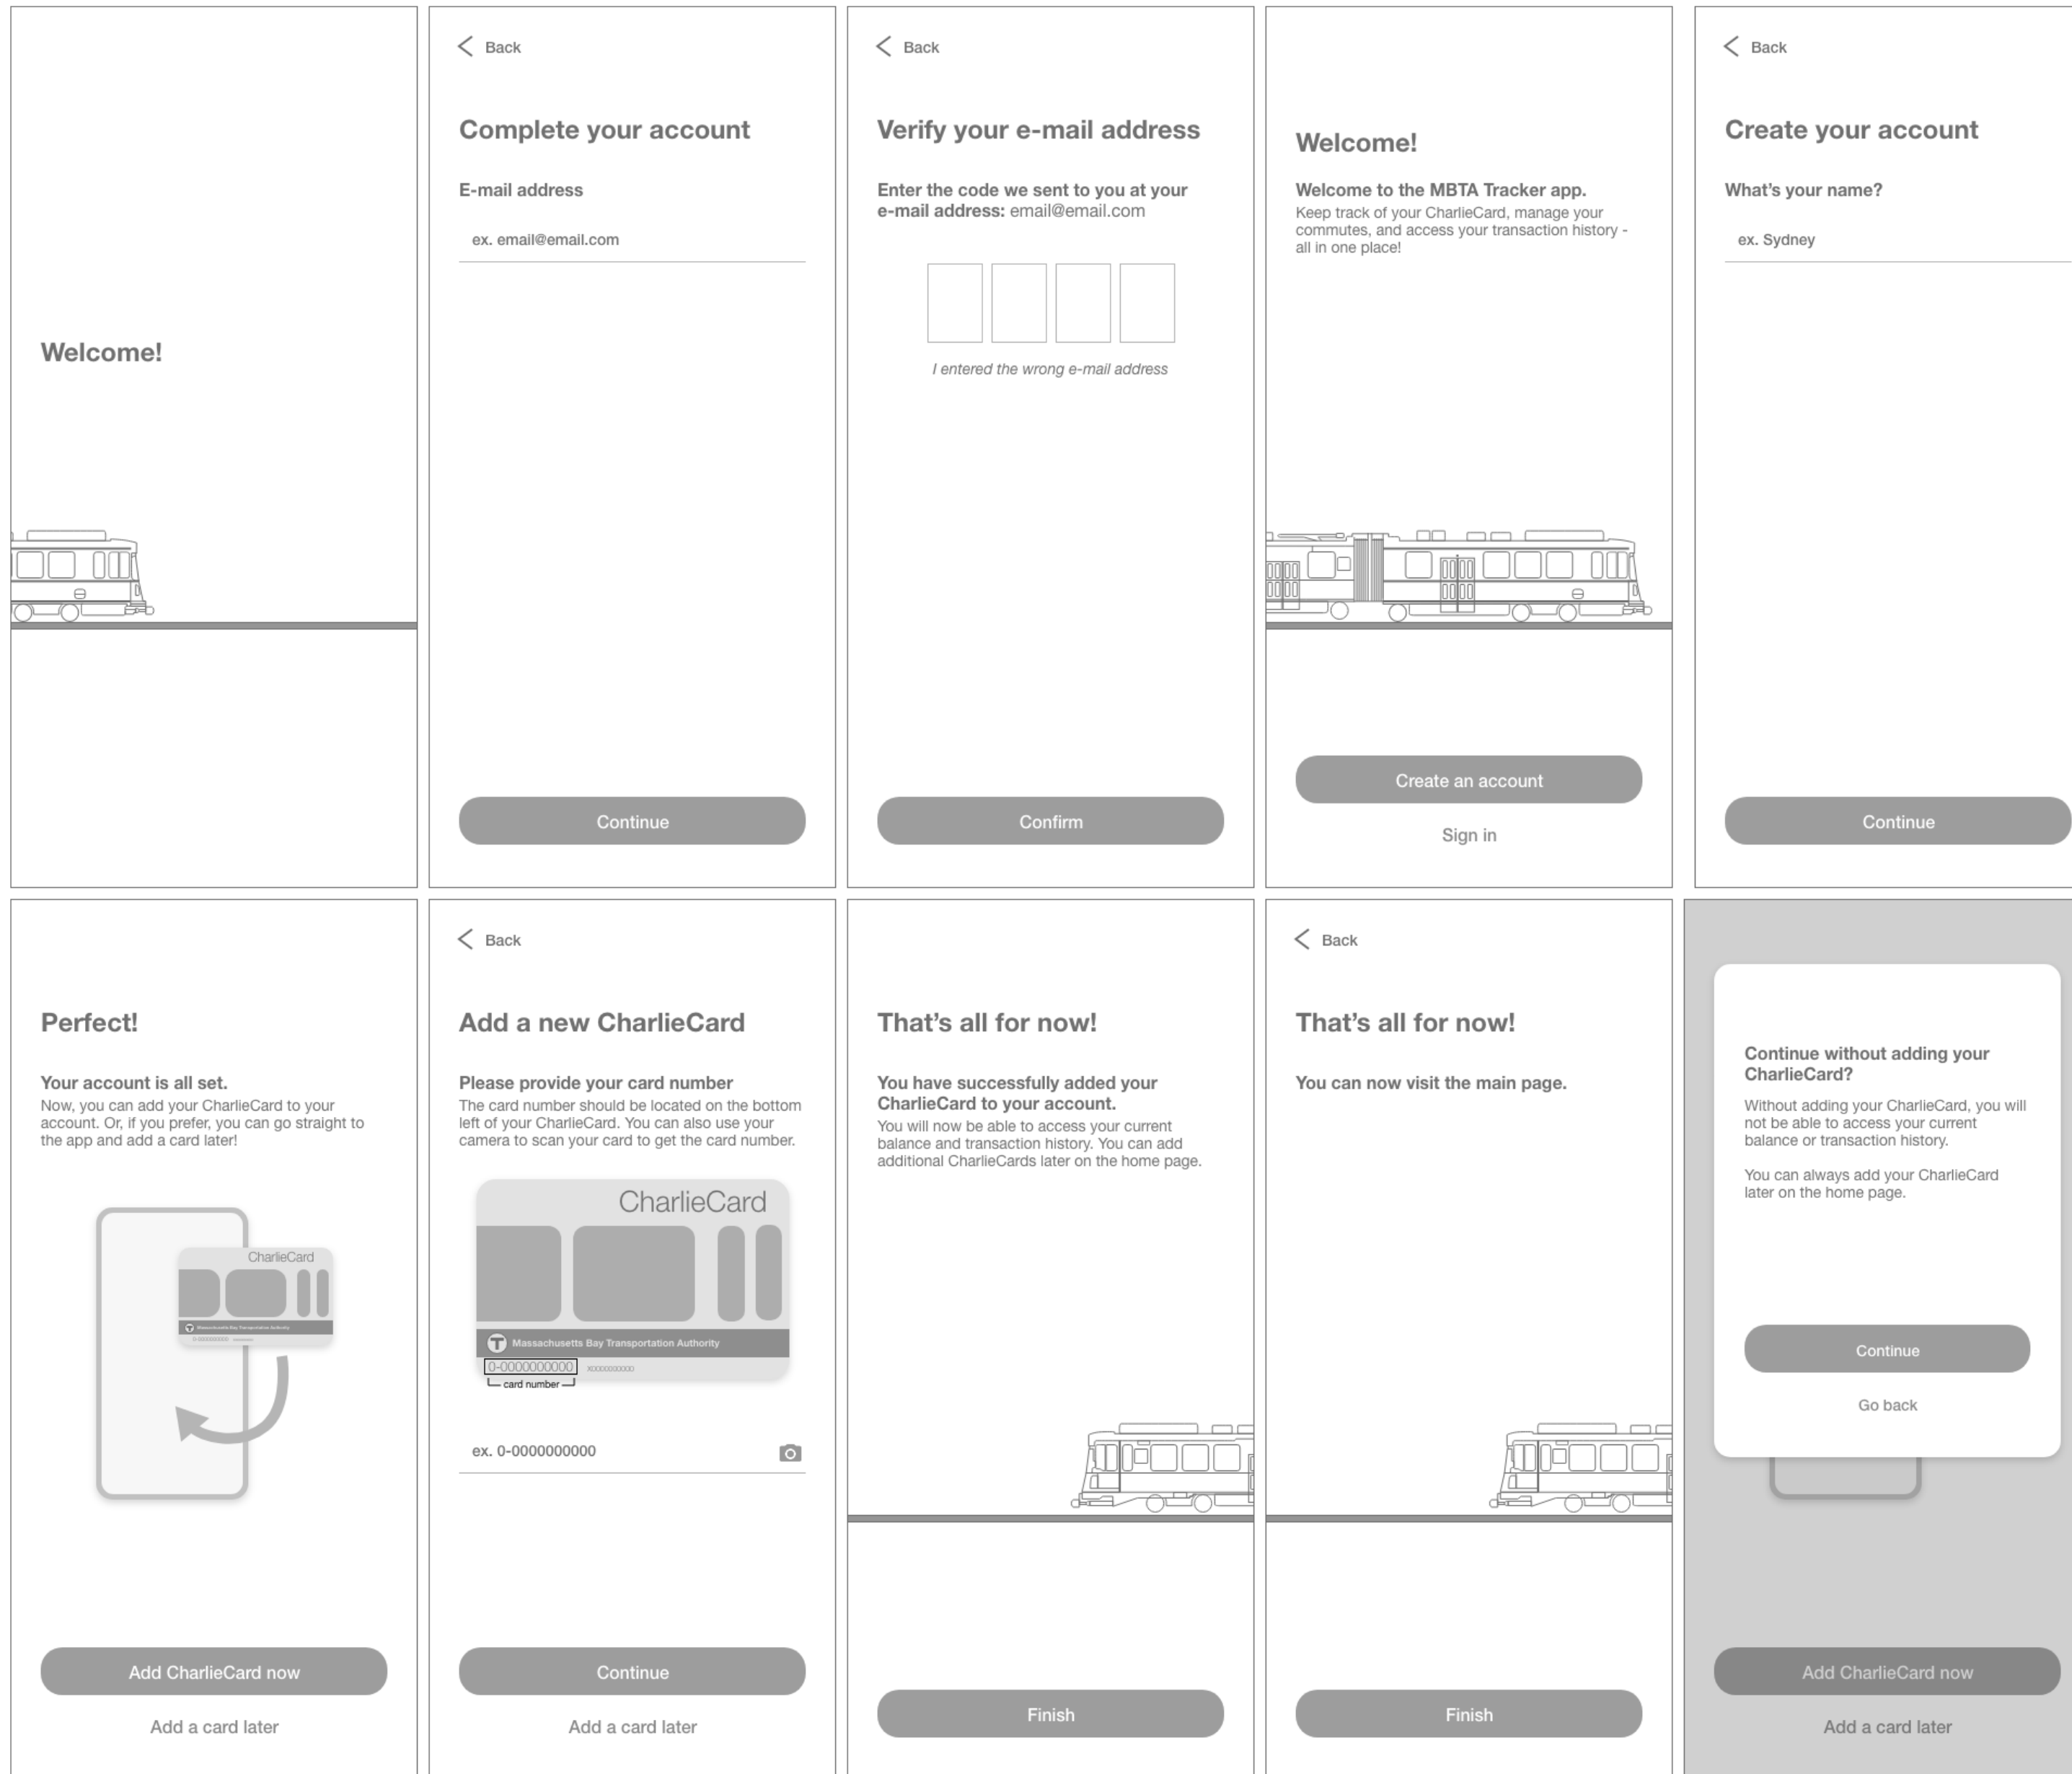 Welcome!
Back
Complete your account
E-mail address
ex. email@email.com
Continue
Back
Verify your e-mail address
Enter the code we sent to you at your
e-mail address: email@email.com
I entered the wrong e-mail address
Confirm
Welcome!
Welcome to the MBTA Tracker app.
Keep track of your CharlieCard, manage your
commutes, and access your transaction history -
all in one place!
Create an account
Sign in
Back
Create your account
What's your name?
ex. Sydney
Continue
Perfect!
Your account is all set.
Now, you can add your CharlieCard to your
account. Or, if you prefer, you can go straight to
the app and add a card later!
CharlieCard
T Massachusetts Bay Transportation Authority
0-0000000000
Add CharlieCard now
Add a card later
Back
Add a new CharlieCard
Please provide your card number
The card number should be located on the bottom
left of your CharlieCard. You can also use your
camera to scan your card to get the card number.
CharlieCard
T Massachusetts Bay Transportation Authority
0-0000000000
card number
ex. 0-0000000000
Continue
Add a card later
That's all for now!
You have successfully added your
CharlieCard to your account.
You will now be able to access your current
balance and transaction history. You can add
additional CharlieCards later on the home page.
Finish
Back
That's all for now!
You can now visit the main page.
Finish
Continue without adding your
CharlieCard?
Without adding your CharlieCard, you will
not be able to access your current
balance or transaction history.
You can always add your CharlieCard
later on the home page.
Continue
Go back
Add CharlieCard now
Add a card later